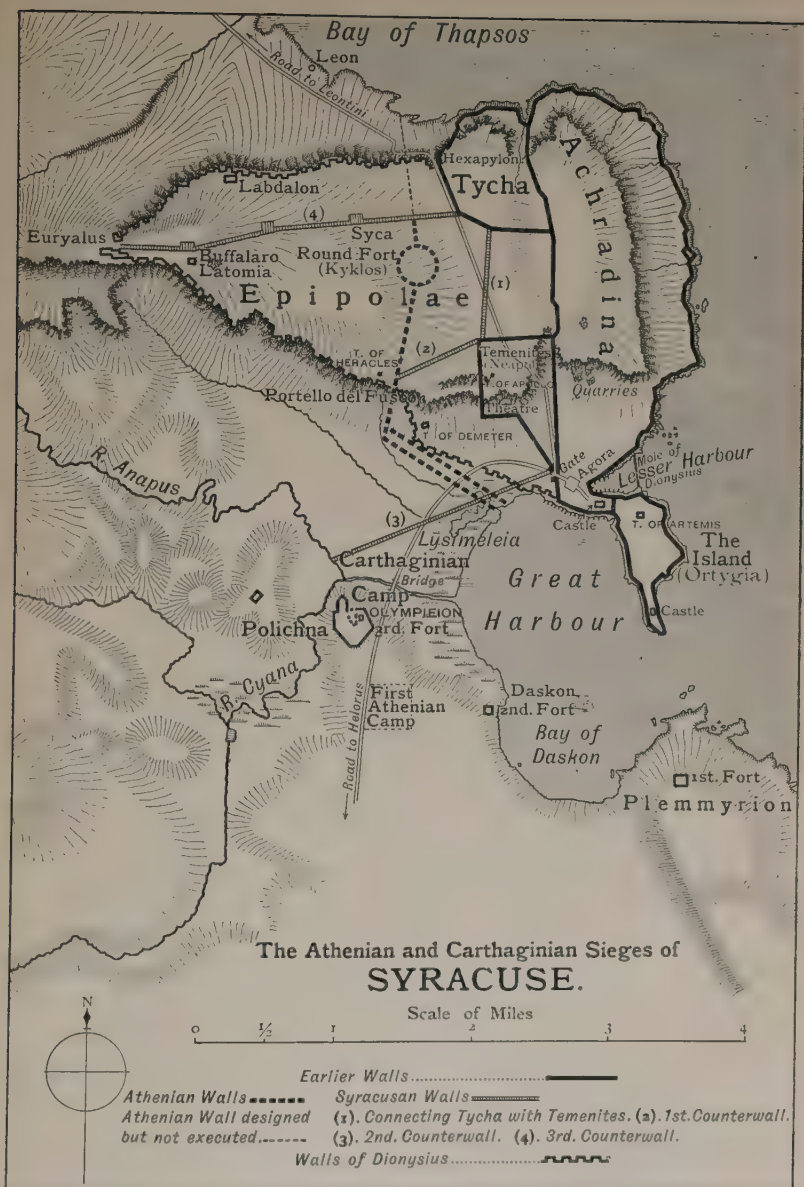 Bay of Thapsos
Leon
Road to Leontini
Hexapylon
Tycha
Achradina
Labdalon
(4)
Euryalus
Syca
Buffalaro
Latomia
Round Fort
(Kyklos)
(1)
Epipolae
(2)
T. OF
HERACLES
Temenites
Theatre
Quarries
Portello del Fusco
T. OF DEMETER
R. Anapus
Gate
Agora
Mole of
Lesser Harbour
Dionysius
(3)
Castle
T. OF ARTEMIS
Lysimeleia
The
Island
(Ortygia)
Carthaginian
Camp
Bridge
Great
Harbour
Castle
OLYMPIEION
3rd. Fort
Polichna
R. Cyana
First
Athenian
Camp
Road to Helorus
Daskon
2nd. Fort
Bay of
Daskon
1st. Fort
Plemmyrion
The Athenian and Carthaginian Sieges of
SYRACUSE.
N
Scale of Miles
0 1/2 1 2 3 4
Earlier Walls
Athenian Walls Syracusan Walls
Athenian Wall designed (1). Connecting Tycha with Temenites. (2). 1st. Counterwall.
but not executed. (3). 2nd. Counterwall. (4). 3rd. Counterwall.
Walls of Dionysius